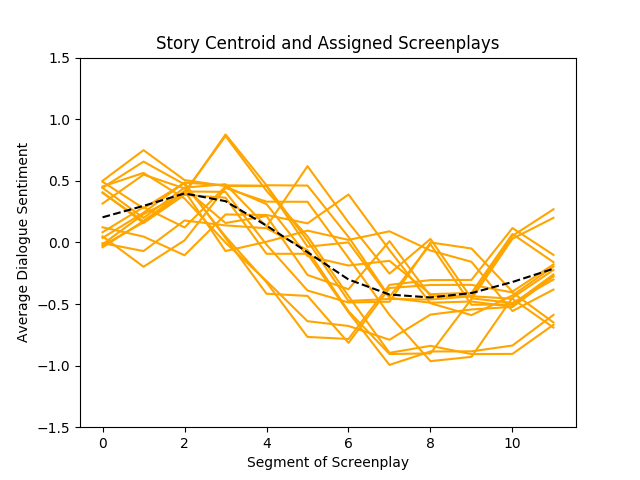 Story Centroid and Assigned Screenplays
1.5
1.0
0.5
0.0
−0.5
−1.0
−1.5
Average Dialogue Sentiment
0 2 4 6 8 10
Segment of Screenplay